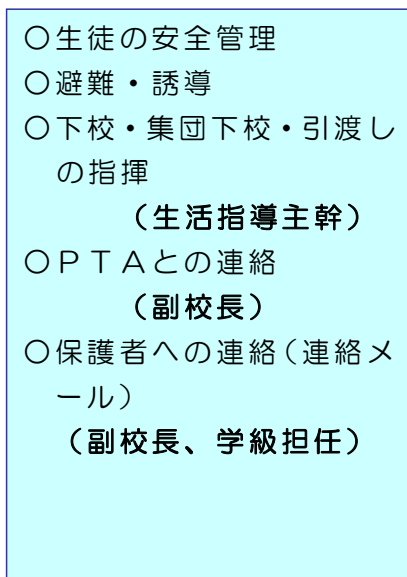 ○生徒の安全管理
○避難・誘導
○下校・集団下校・引渡し
の指揮
（生活指導主幹）
○ＰＴＡとの連絡
（副校長）
○保護者への連絡（連絡メ
ール）
（副校長、学級担任）